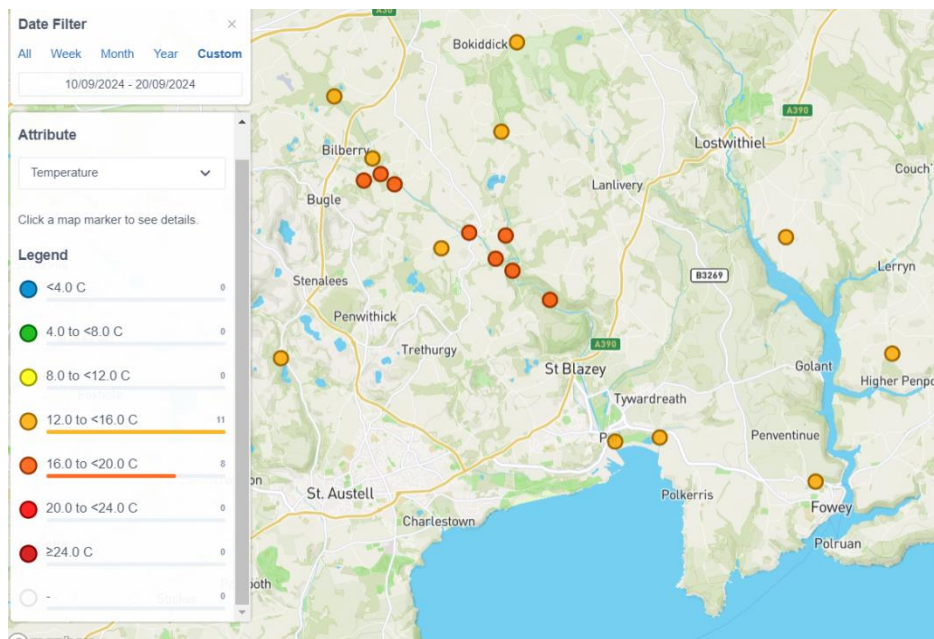 Date Filter ×
All Week Month Year Custom
10/09/2024 - 20/09/2024
Attribute
Temperature
Click a map marker to see details.
Legend
<4.0 C 0
4.0 to <8.0 C 0
8.0 to <12.0 C 0
12.0 to <16.0 C 11
16.0 to <20.0 C 8
20.0 to <24.0 C 0
≥24.0 C 0
- 0
Bokiddick
A390
Bilberry
Lostwithiel
Couch'
Lanlivery
Bugle
Lerryn
B3269
Stenalees
Penwithick
A390
Trethurgy
St Blazey
Golant
Higher Penpo
Tywardreath
P
Penventinue
St. Austell
Polkerris
Fowey
Charlestown
Polruan